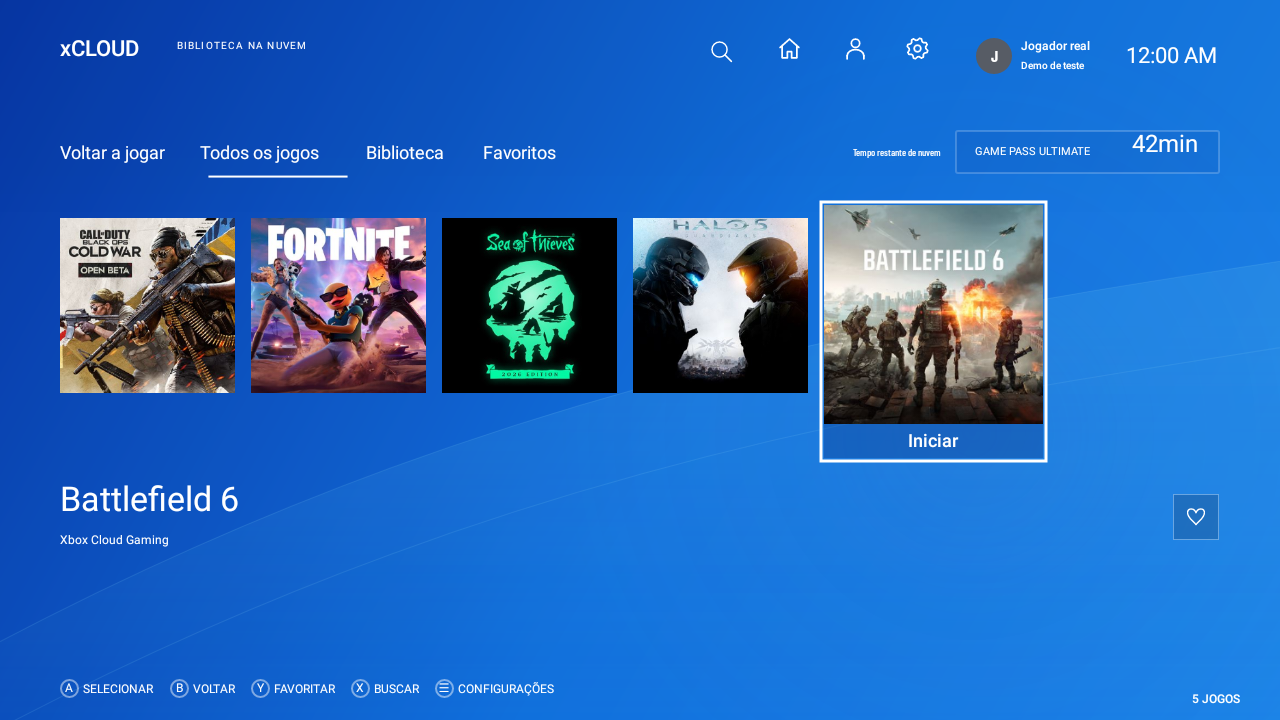 xCLOUD
BIBLIOTECA NA NUVEM
J
Jogador real
Demo de teste
12:00 AM
Voltar a jogar
Todos os jogos
Biblioteca
Favoritos
Tempo restante de nuvem
GAME PASS ULTIMATE
42min
CALL OF DUTY
BLACK OPS
COLD WAR
OPEN BETA
FORTNITE
Sea of Thieves
2026 EDITION
HALO 5
BATTLEFIELD 6
Iniciar
Battlefield 6
Xbox Cloud Gaming
A SELECIONAR
B VOLTAR
Y FAVORITAR
X BUSCAR
CONFIGURAÇÕES
5 JOGOS